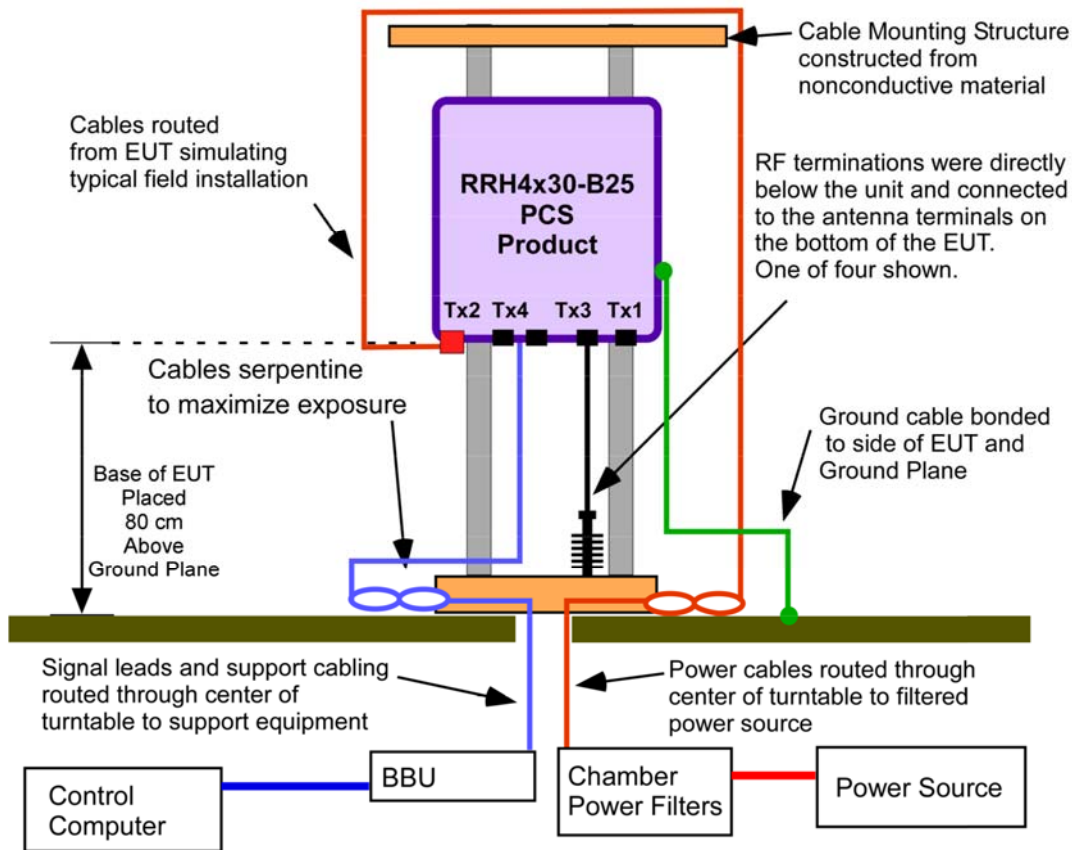 Cable Mounting Structure
constructed from
nonconductive material
Cables routed
from EUT simulating
typical field installation
RF terminations were directly
below the unit and connected
to the antenna terminals on
the bottom of the EUT.
One of four shown.
RRH4x30-B25
PCS
Product
Tx2 Tx4 Tx3 Tx1
Cables serpentine
to maximize exposure
Base of EUT
Placed
80 cm
Above
Ground Plane
Ground cable bonded
to side of EUT and
Ground Plane
Signal leads and support cabling
routed through center of
turntable to support equipment
Power cables routed through
center of turntable to filtered
power source
Control
Computer
BBU
Chamber
Power Filters
Power Source